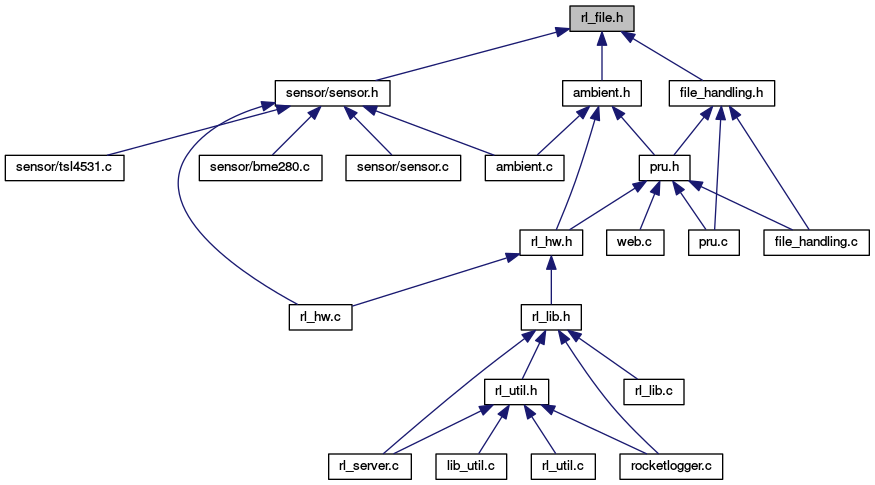 rl_file.h
sensor/sensor.h
ambient.h
file_handling.h
sensor/tsl4531.c
sensor/bme280.c
sensor/sensor.c
ambient.c
pru.h
rl_hw.h
web.c
pru.c
file_handling.c
rl_hw.c
rl_lib.h
rl_util.h
rl_lib.c
rl_server.c
lib_util.c
rl_util.c
rocketlogger.c